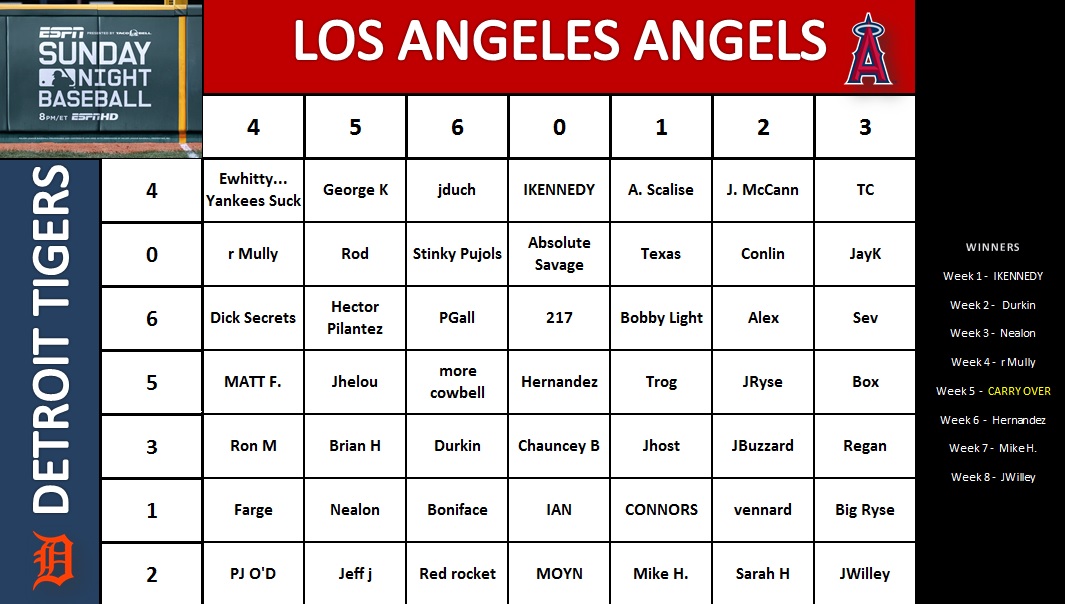 ESPN PRESENTED BY TACO BELL
SUNDAY
NIGHT
BASEBALL
8PM/ET ESPN HD
LOS ANGELES ANGELS
A
4 5 6 0 1 2 3
DETROIT TIGERS
D
4 Ewhitty... Yankees Suck George K jduch IKENNEDY A. Scalise J. McCann TC
0 r Mully Rod Stinky Pujols Absolute Savage Texas Conlin JayK
6 Dick Secrets Hector Pilantez PGall 217 Bobby Light Alex Sev
5 MATT F. Jhelou more cowbell Hernandez Trog JRyse Box
3 Ron M Brian H Durkin Chauncey B Jhost JBuzzard Regan
1 Farge Nealon Boniface IAN CONNORS vennard Big Ryse
2 PJ O'D Jeff j Red rocket MOYN Mike H. Sarah H JWilley
WINNERS
Week 1 - IKENNEDY
Week 2 - Durkin
Week 3 - Nealon
Week 4 - r Mully
Week 5 - CARRY OVER
Week 6 - Hernandez
Week 7 - Mike H.
Week 8 - JWilley